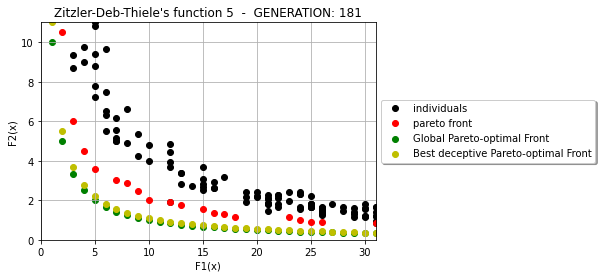 Zitzler-Deb-Thiele's function 5  -  GENERATION: 181
10
8
6
4
2
0
F2(x)
0
5
10
15
20
25
30
F1(x)
individuals
pareto front
Global Pareto-optimal Front
Best deceptive Pareto-optimal Front